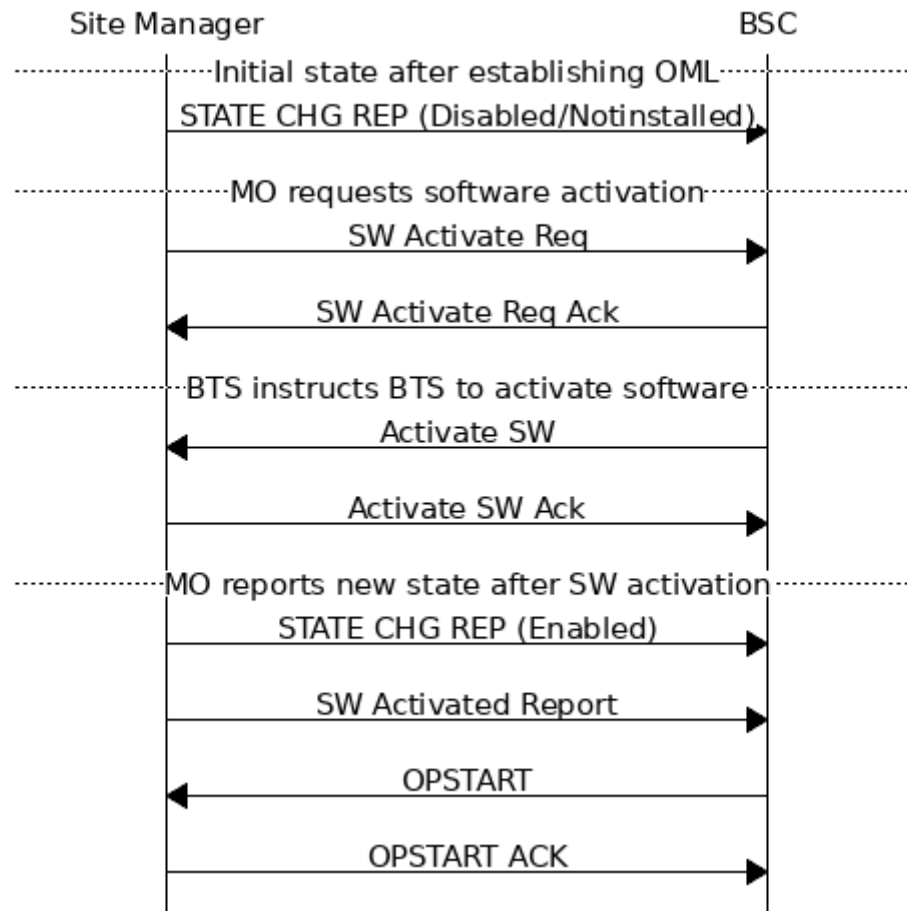 Site Manager BSC
Initial state after establishing OML
STATE CHG REP (Disabled/Notinstalled)
MO requests software activation
SW Activate Req
SW Activate Req Ack
BTS instructs BTS to activate software
Activate SW
Activate SW Ack
MO reports new state after SW activation
STATE CHG REP (Enabled)
SW Activated Report
OPSTART
OPSTART ACK